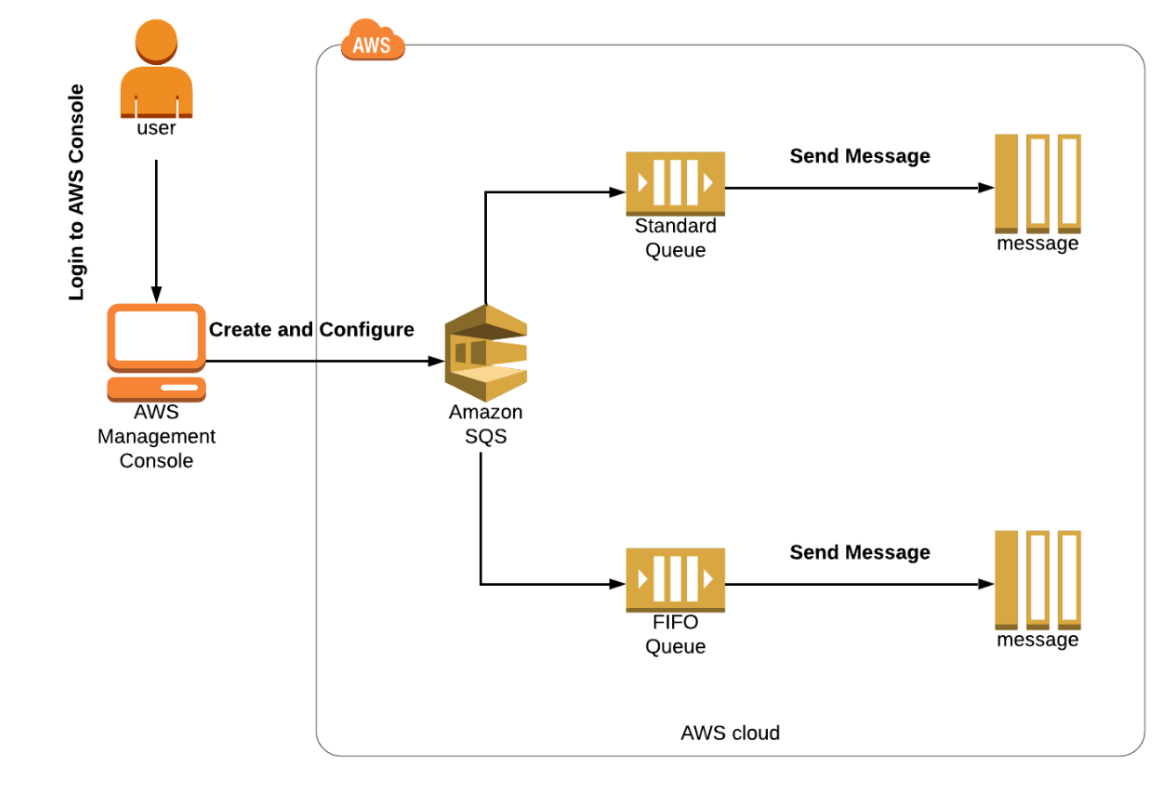 AWS
user
Login to AWS Console
Send Message
Standard
Queue
message
Create and Configure
AWS
Management
Console
Amazon
SQS
Send Message
FIFO
Queue
message
AWS cloud